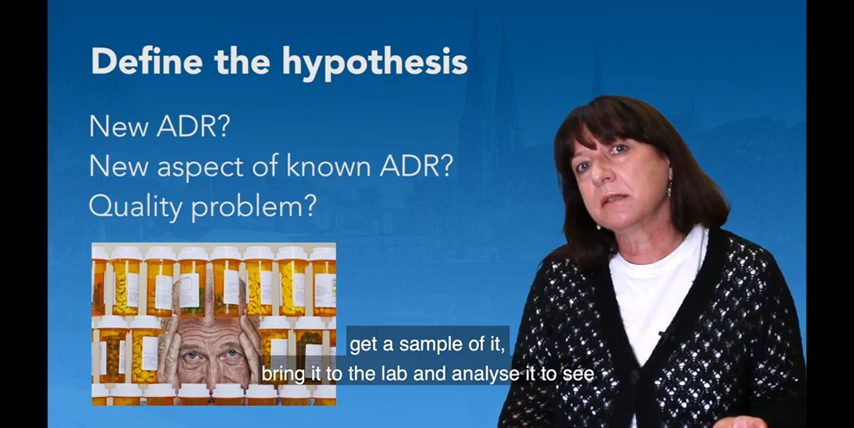 Define the hypothesis
New ADR?
New aspect of known ADR?
Quality problem?
get a sample of it,
bring it to the lab and analyse it to see